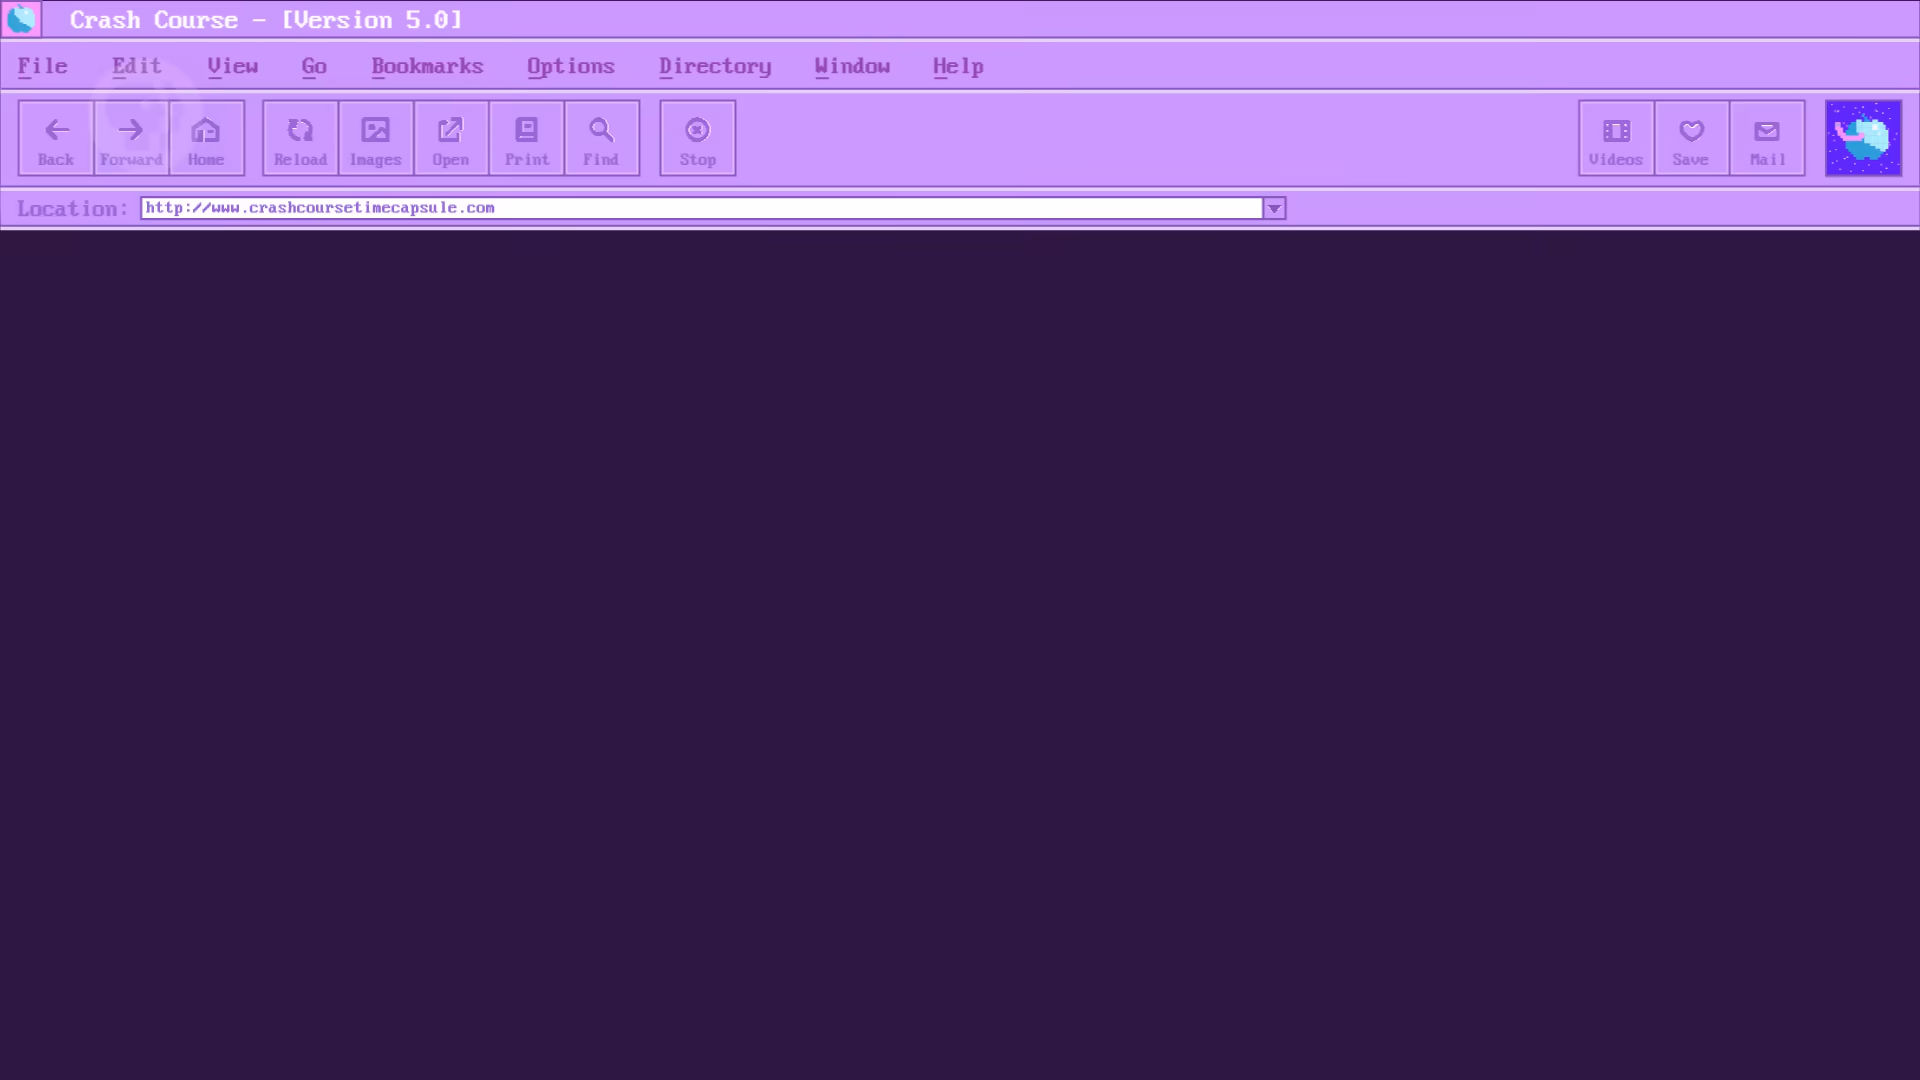 Crash Course - [Version 5.0]
File Edit View Go Bookmarks Options Directory Window Help
Back Forward Home Reload Images Open Print Find Stop Videos Save Mail
Location: http://www.crashcoursetimecapsule.com